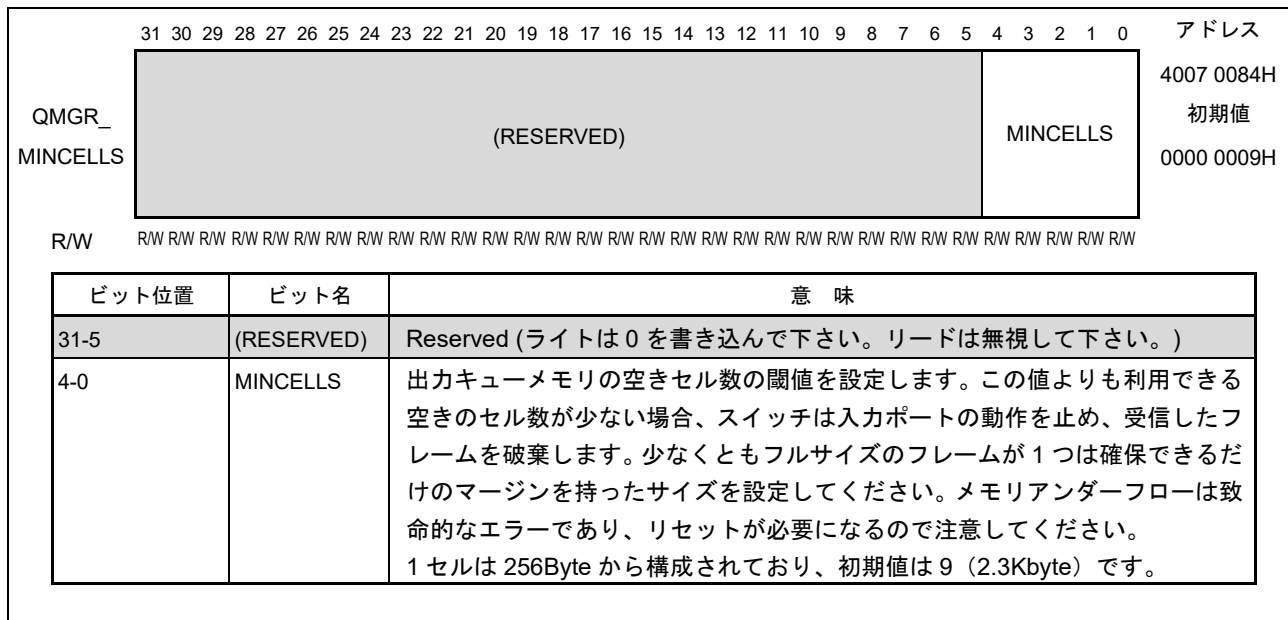 31 30 29 28 27 26 25 24 23 22 21 20 19 18 17 16 15 14 13 12 11 10 9 8 7 6 5 4 3 2 1 0 アドレス
4007 0084H
QMGR_
MINCELLS
(RESERVED) MINCELLS
初期値
0000 0009H
R/W R/W R/W R/W R/W R/W R/W R/W R/W R/W R/W R/W R/W R/W R/W R/W R/W R/W R/W R/W R/W R/W R/W R/W R/W R/W R/W R/W R/W R/W R/W R/W R/W
ビット位置 ビット名 意 味
31-5 (RESERVED) Reserved (ライトは 0 を書き込んで下さい。リードは無視して下さい。)
4-0 MINCELLS 出力キューメモリの空きセル数の閾値を設定します。この値よりも利用できる
空きのセル数が少ない場合、スイッチは入力ポートの動作を止め、受信したフ
レームを破棄します。少なくともフルサイズのフレームが 1 つは確保できるだ
けのマージンを持ったサイズを設定してください。メモリアンダーフローは致
命的なエラーであり、リセットが必要になるので注意してください。
1 セルは 256Byte から構成されており、初期値は 9（2.3Kbyte）です。